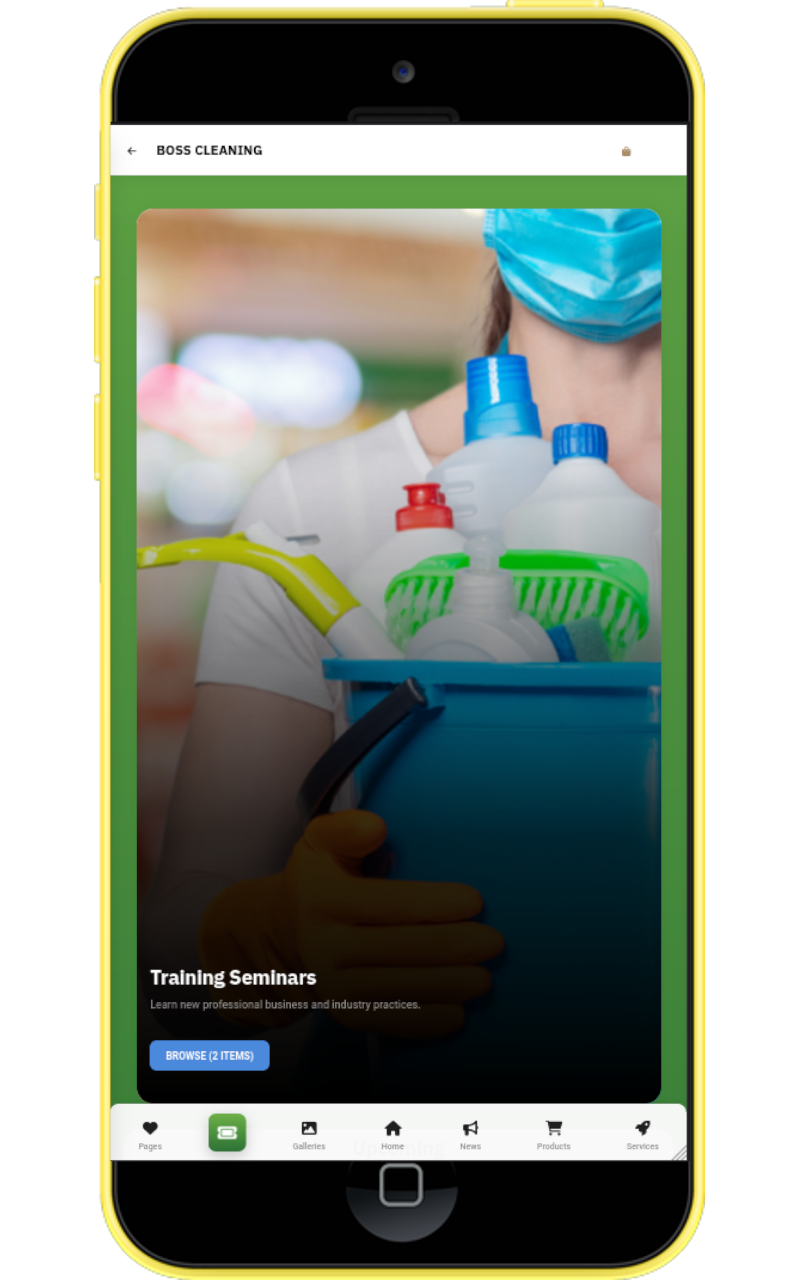 BOSS CLEANING
Training Seminars
Learn new professional business and industry practices.
BROWSE (2 ITEMS)
Pages
Galleries
Home
News
Products
Services